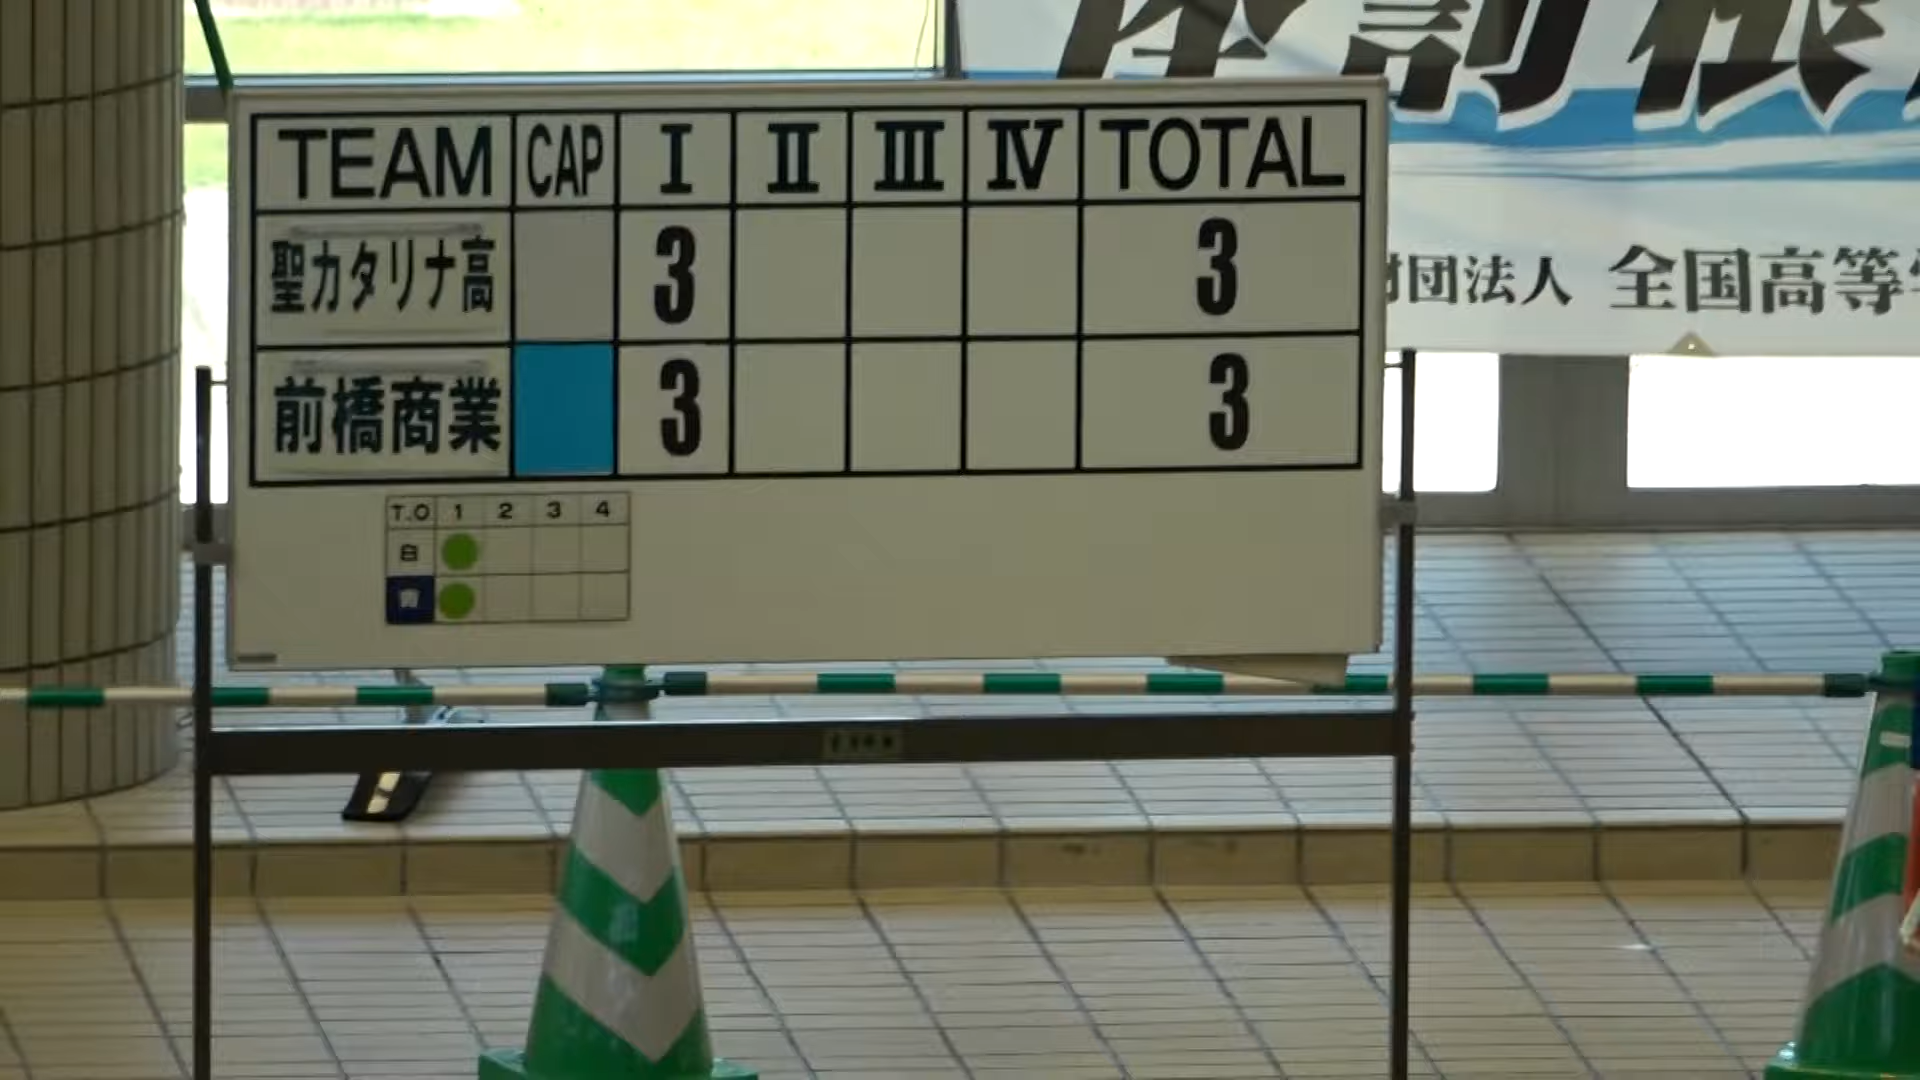 TEAM CAP I II III IV TOTAL
聖カタリナ高 3 3
前橋商業 3 3
T.O 1 2 3 4
白
青
財団法人 全国高等